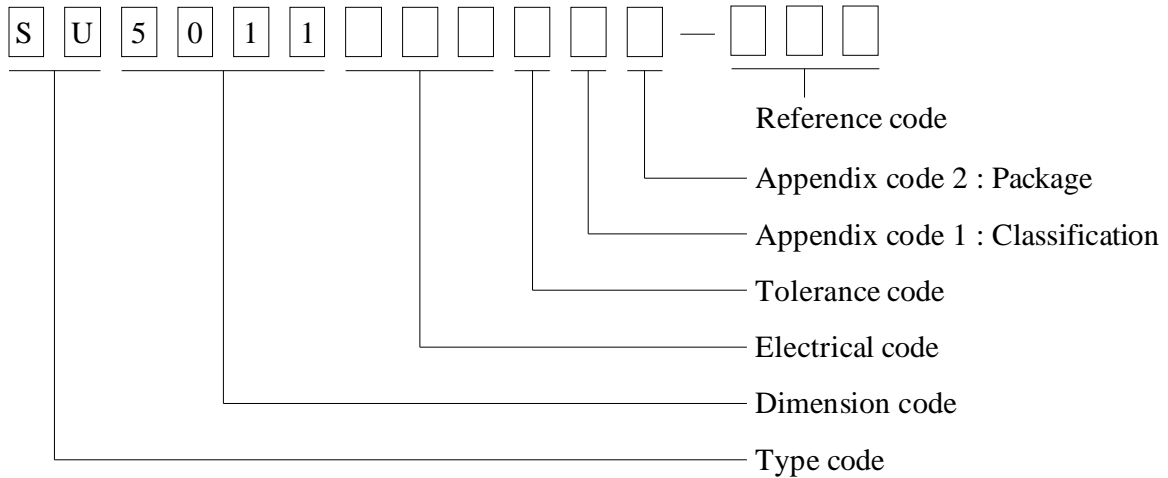 S U 5 0 1 1 —
Reference code
Appendix code 2 : Package
Appendix code 1 : Classification
Tolerance code
Electrical code
Dimension code
Type code